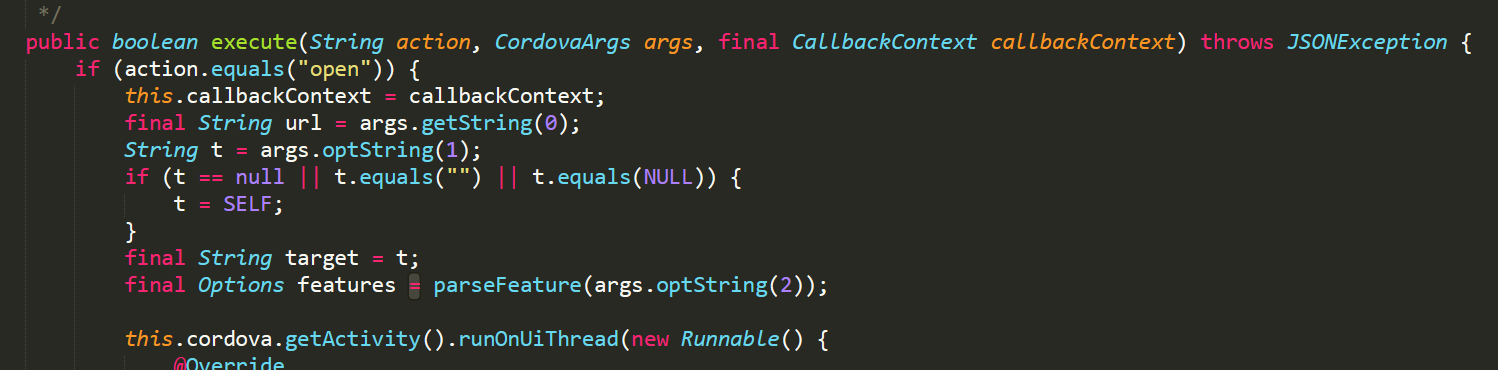 */
public boolean execute(String action, CordovaArgs args, final CallbackContext callbackContext) throws JSONException {
if (action.equals("open")) {
this.callbackContext = callbackContext;
final String url = args.getString(0);
String t = args.optString(1);
if (t == null || t.equals("") || t.equals(NULL)) {
t = SELF;
}
final String target = t;
final Options features = parseFeature(args.optString(2));
this.cordova.getActivity().runOnUiThread(new Runnable() {
@Override